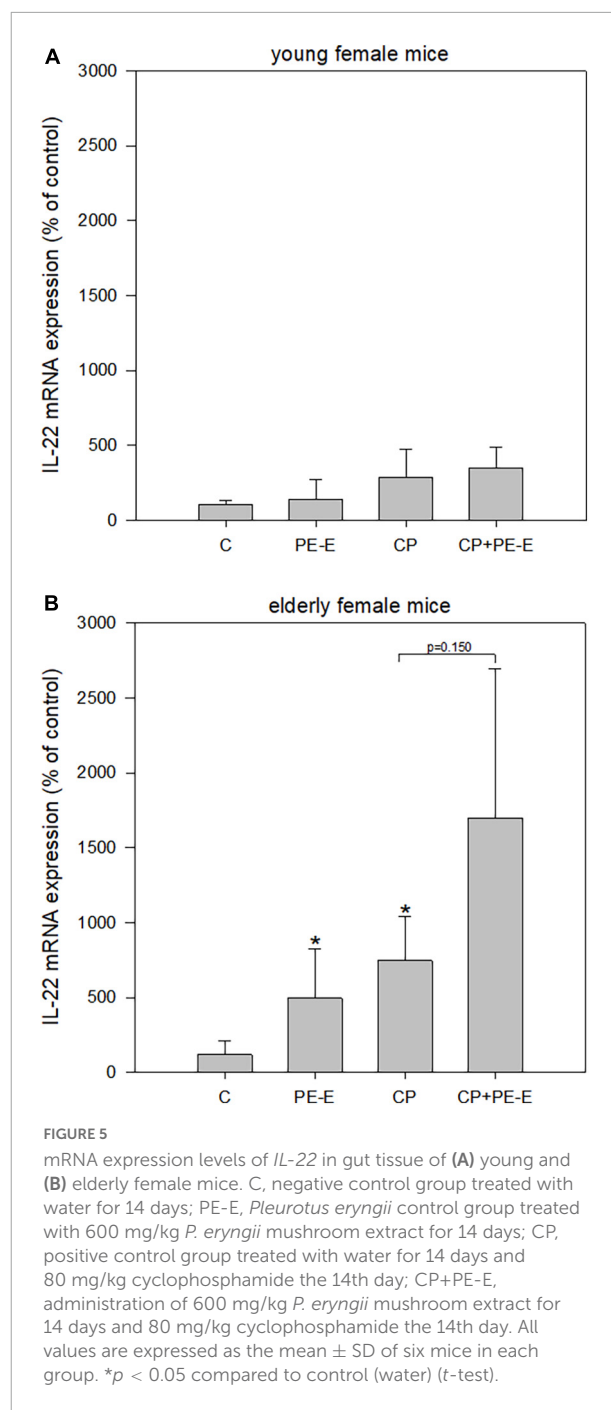 A
young female mice
IL-22 mRNA expression (% of control)
3000
2500
2000
1500
1000
500
0
C PE-E CP CP+PE-E
B
elderly female mice
IL-22 mRNA expression (% of control)
3000
2500
2000
1500
1000
500
0
p=0.150
* *
C PE-E CP CP+PE-E
FIGURE 5
mRNA expression levels of IL-22 in gut tissue of (A) young and
(B) elderly female mice. C, negative control group treated with
water for 14 days; PE-E, Pleurotus eryngii control group treated
with 600 mg/kg P. eryngii mushroom extract for 14 days; CP,
positive control group treated with water for 14 days and
80 mg/kg cyclophosphamide the 14th day; CP+PE-E,
administration of 600 mg/kg P. eryngii mushroom extract for
14 days and 80 mg/kg cyclophosphamide the 14th day. All
values are expressed as the mean ± SD of six mice in each
group. *p < 0.05 compared to control (water) (t-test).